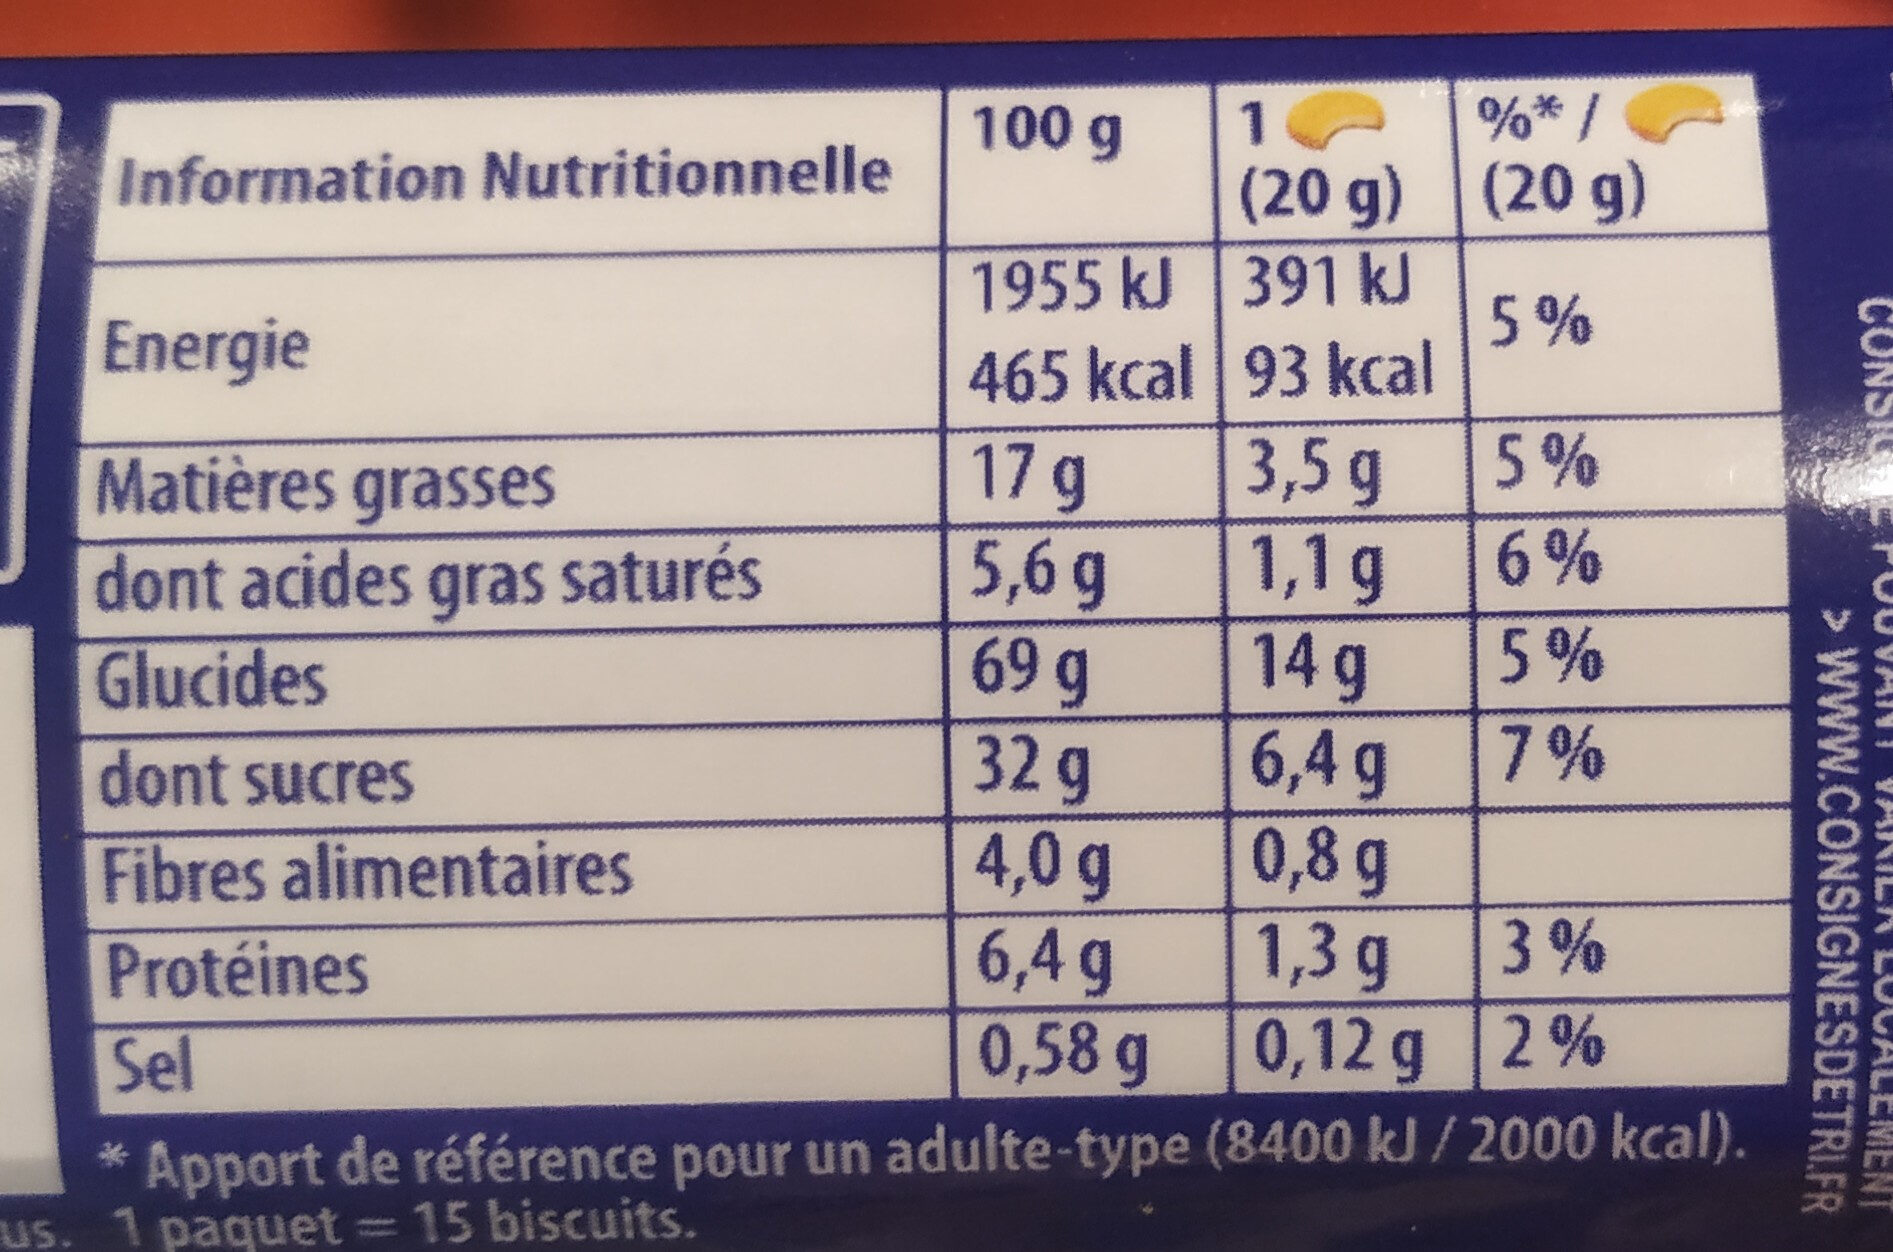 Information Nutritionnelle 100 g 1 (20 g) %* / (20 g)
Energie 1955 kJ 465 kcal 391 kJ 93 kcal 5 %
Matières grasses 17 g 3,5 g 5 %
dont acides gras saturés 5,6 g 1,1 g 6 %
Glucides 69 g 14 g 5 %
dont sucres 32 g 6,4 g 7 %
Fibres alimentaires 4,0 g 0,8 g
Protéines 6,4 g 1,3 g 3 %
Sel 0,58 g 0,12 g 2 %
* Apport de référence pour un adulte-type (8400 kJ / 2000 kcal).
us. 1 paquet = 15 biscuits.
POUVANT VARIER LOCALEMENT
> WWW.CONSIGNESDETRI.FR